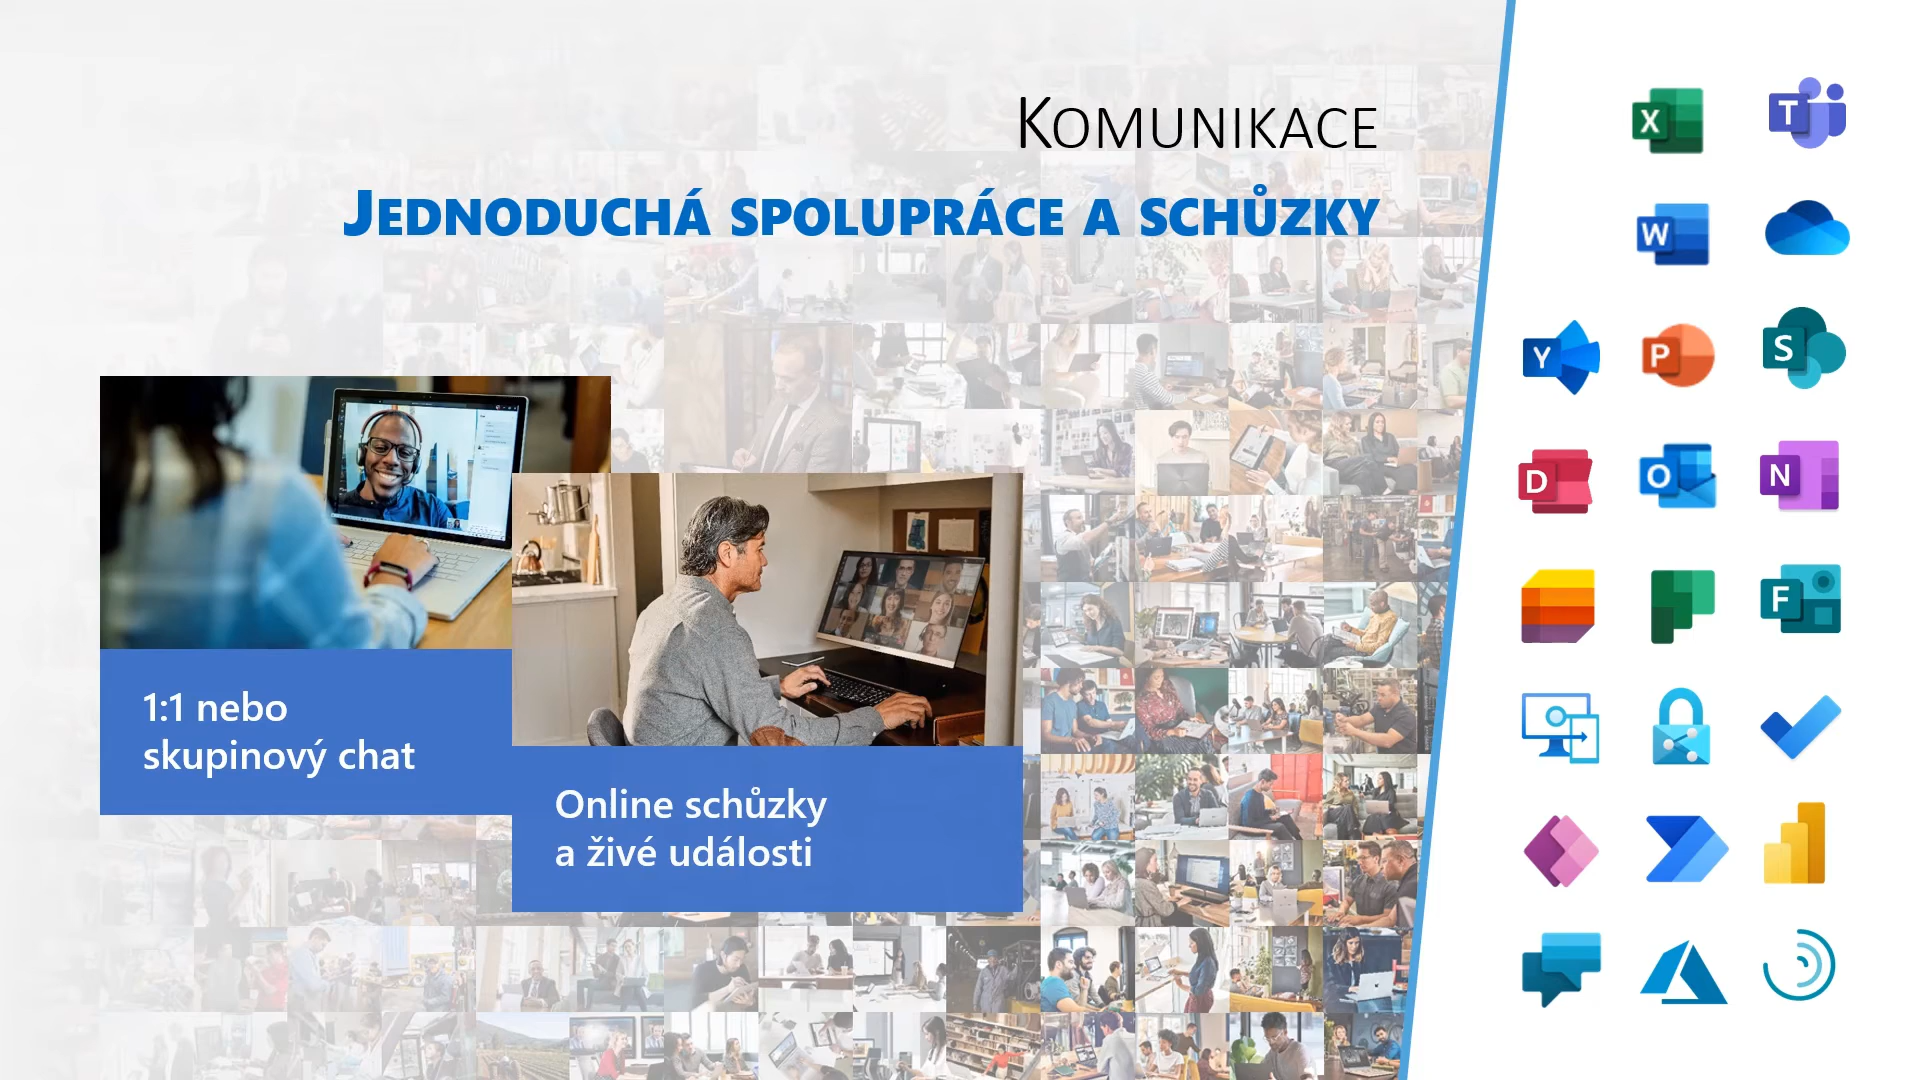 KOMUNIKACE
JEDNODUCHÁ SPOLUPRÁCE A SCHŮZKY
1:1 nebo
skupinový chat
Online schůzky
a živé události
X
T
W
Y
P
S
D
O
N
F